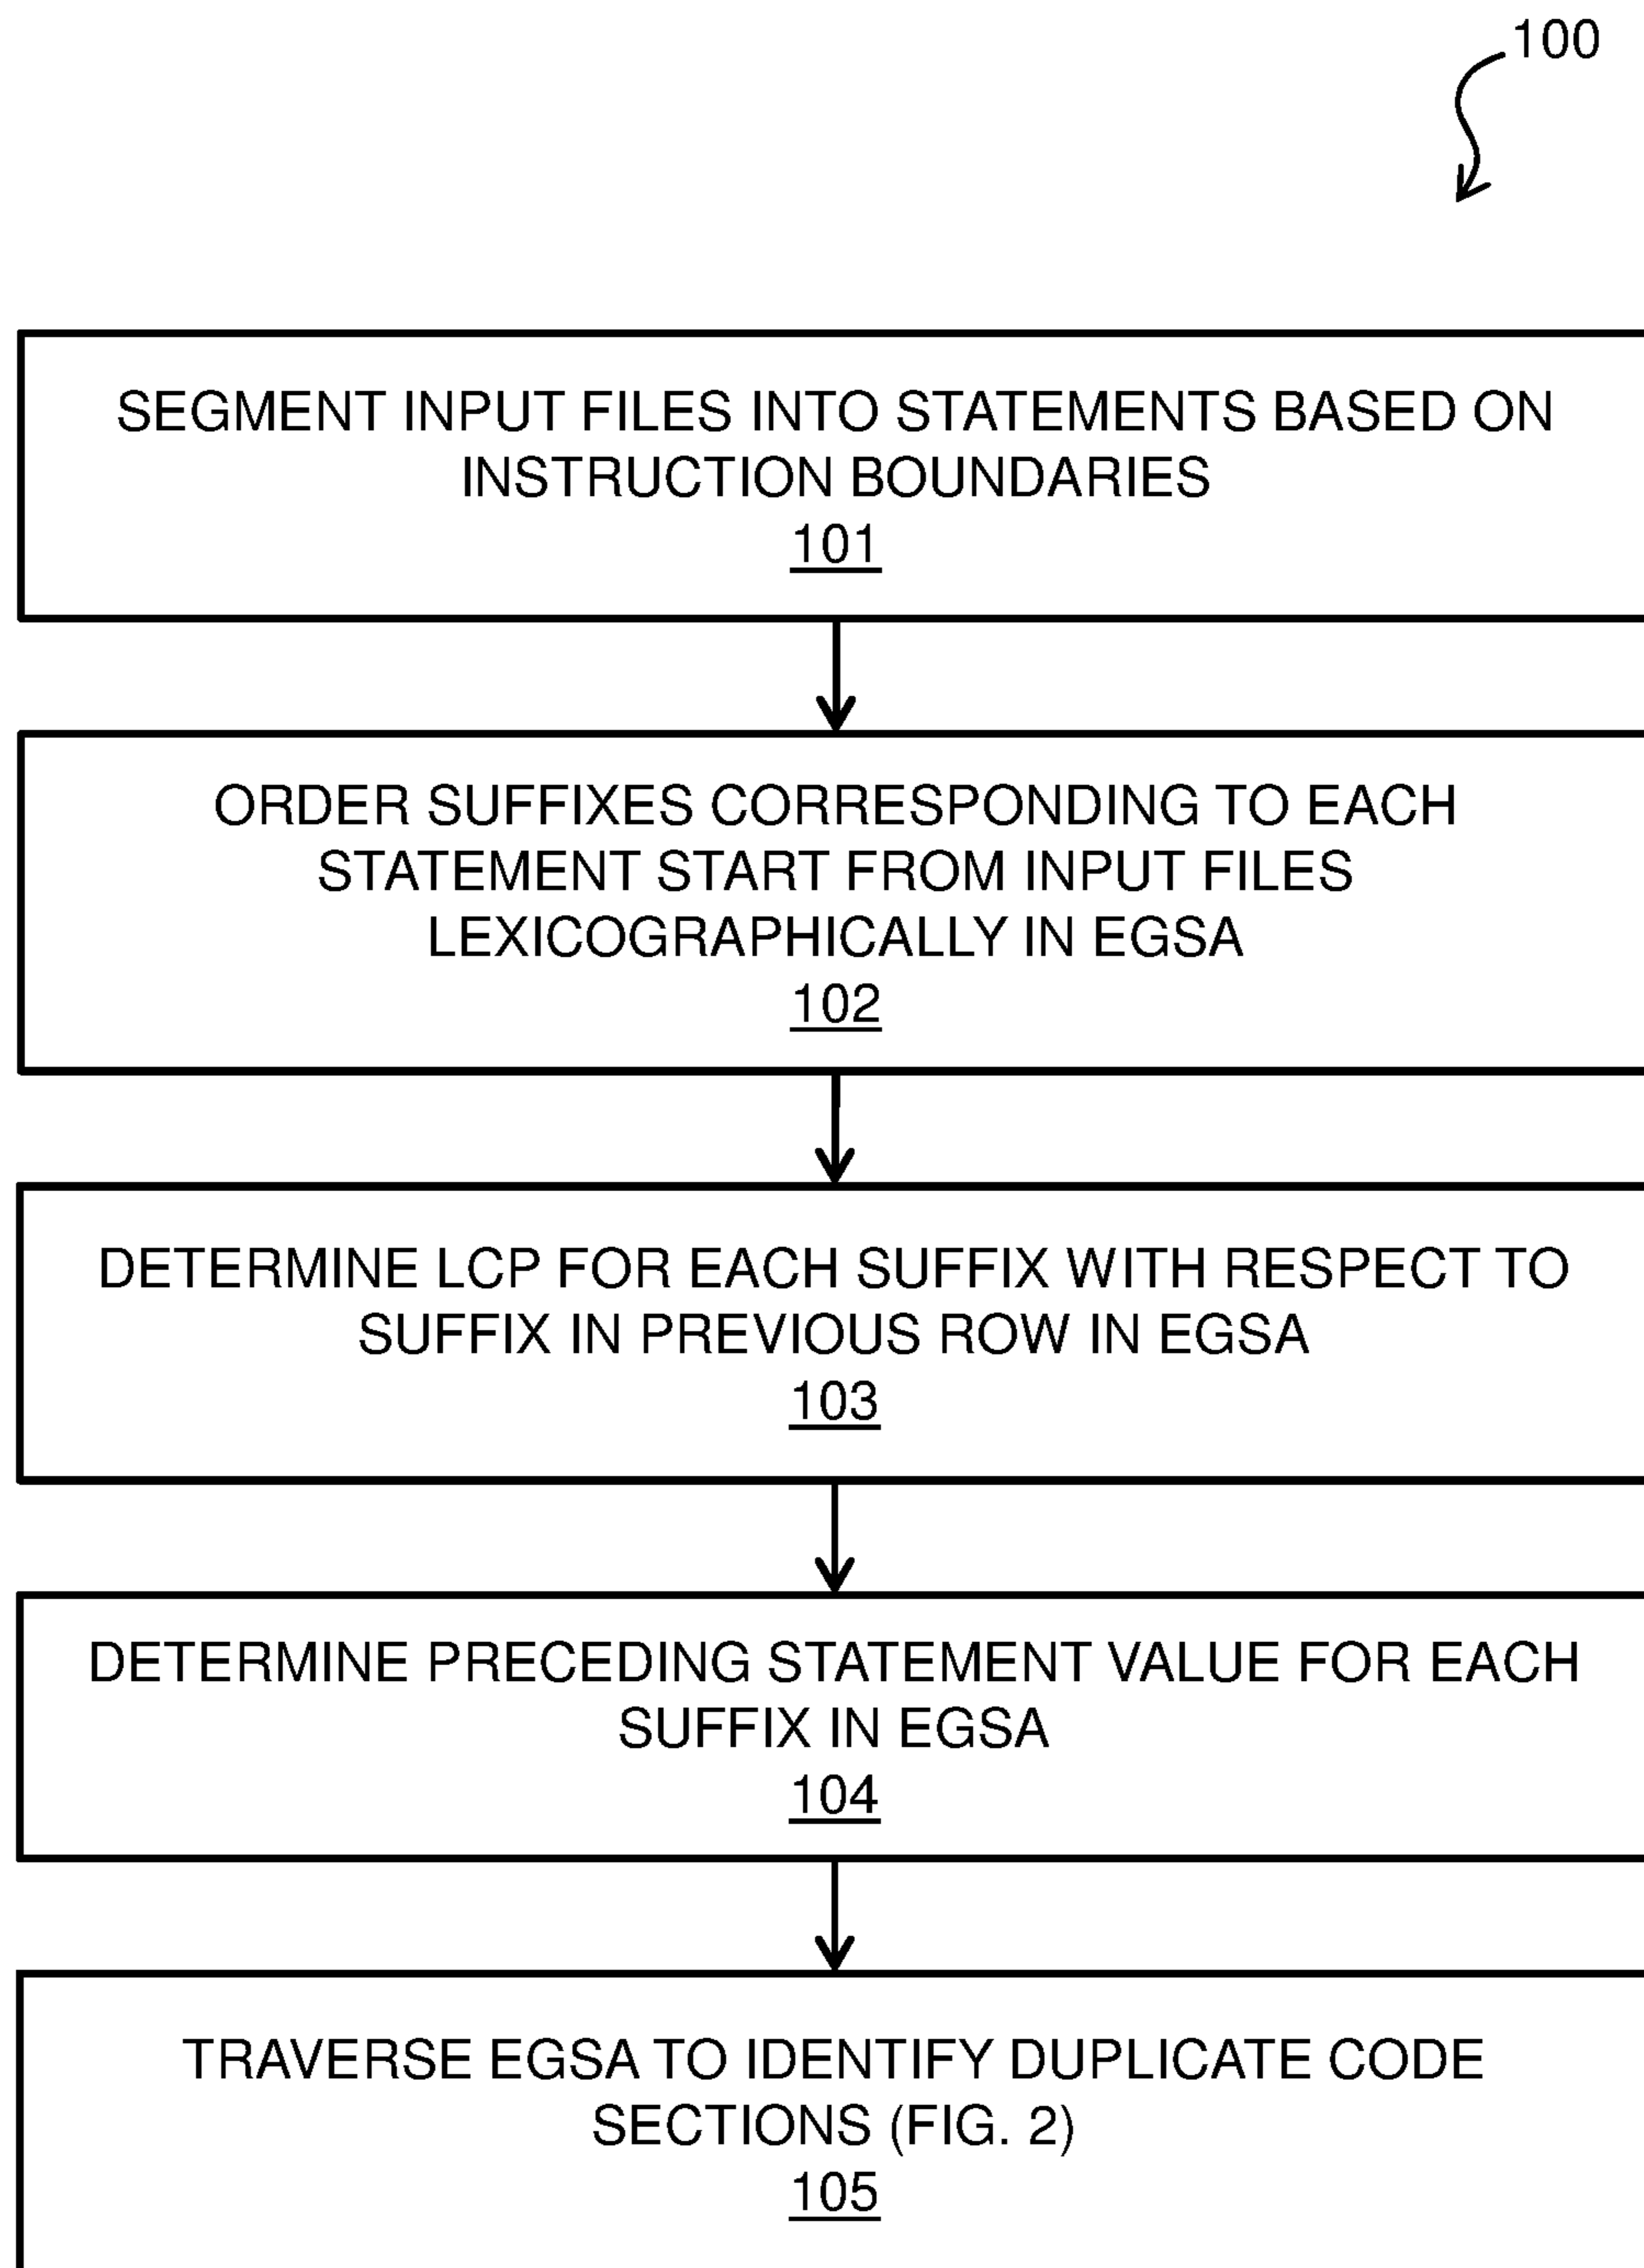 100
SEGMENT INPUT FILES INTO STATEMENTS BASED ON
INSTRUCTION BOUNDARIES
101
ORDER SUFFIXES CORRESPONDING TO EACH
STATEMENT START FROM INPUT FILES
LEXICOGRAPHICALLY IN EGSA
102
DETERMINE LCP FOR EACH SUFFIX WITH RESPECT TO
SUFFIX IN PREVIOUS ROW IN EGSA
103
DETERMINE PRECEDING STATEMENT VALUE FOR EACH
SUFFIX IN EGSA
104
TRAVERSE EGSA TO IDENTIFY DUPLICATE CODE
SECTIONS (FIG. 2)
105